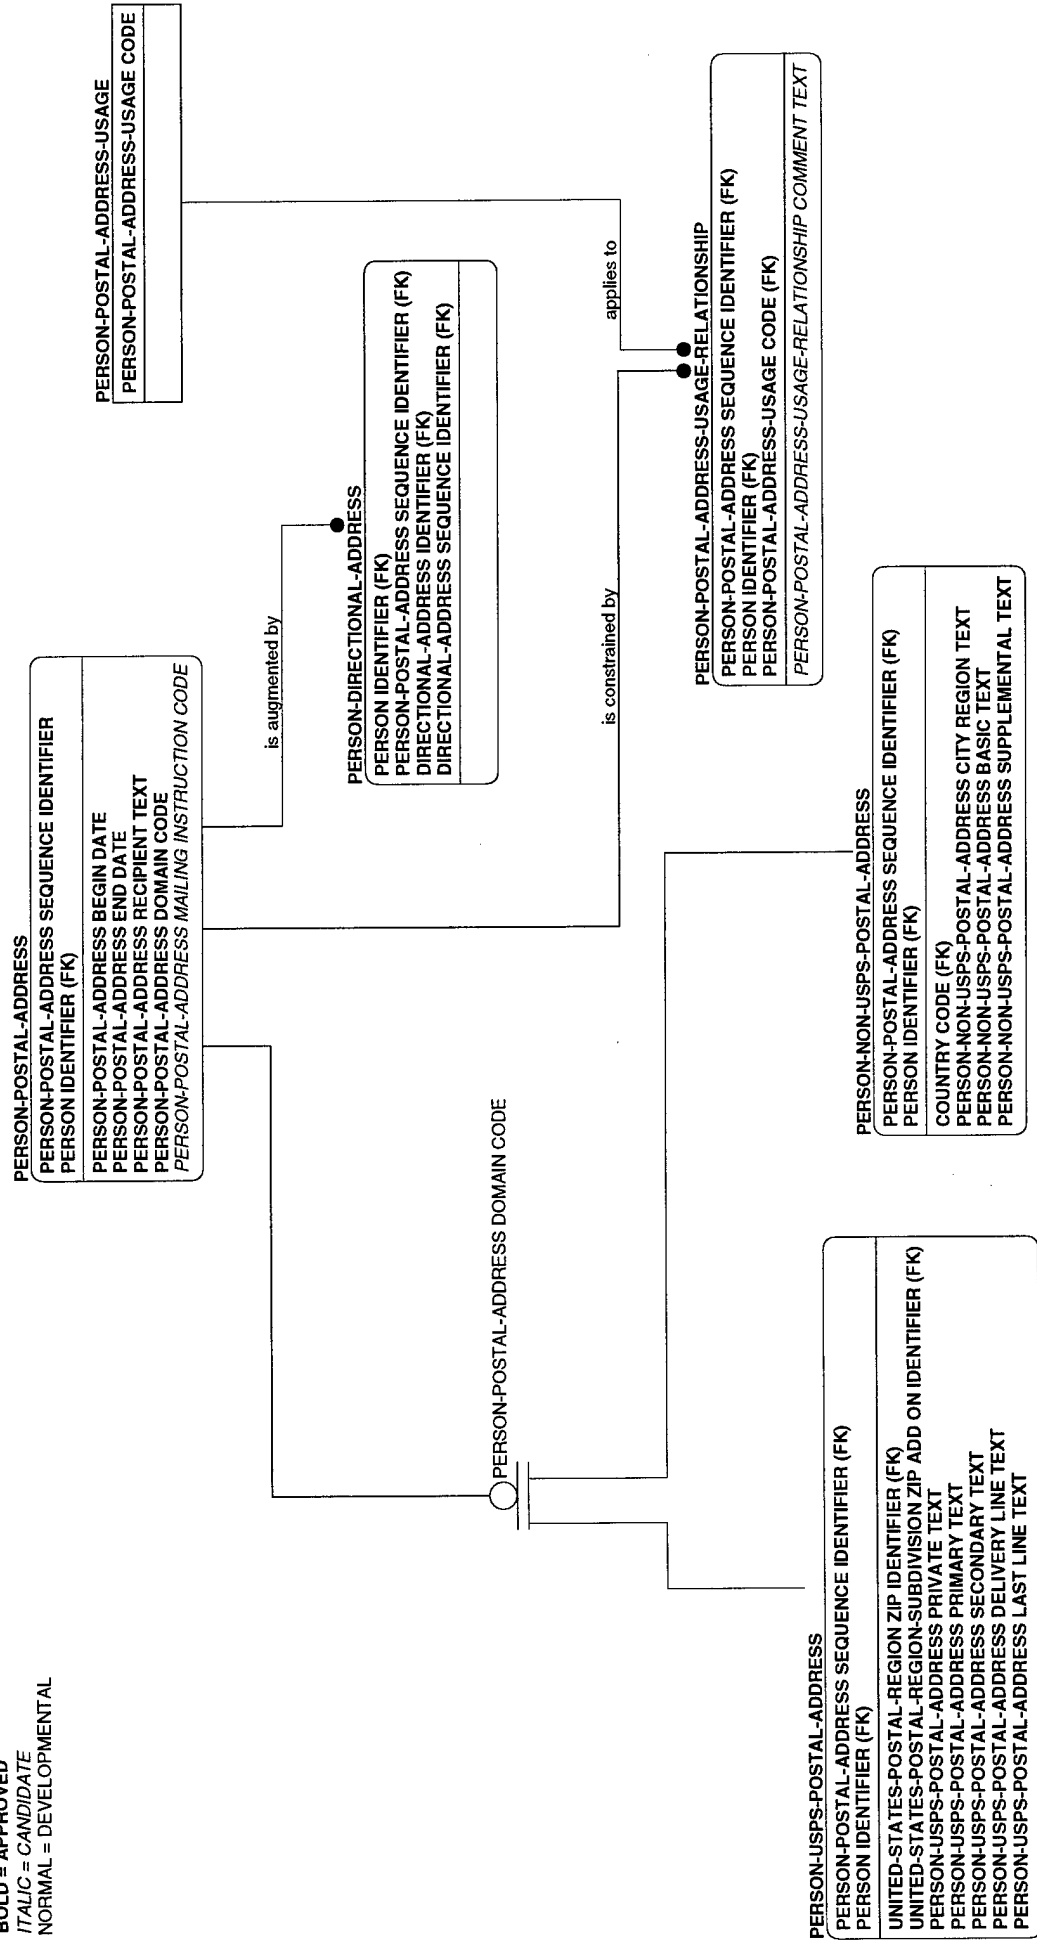 BOLD = APPROVED
ITALIC = CANDIDATE
NORMAL = DEVELOPMENTAL
PERSON-POSTAL-ADDRESS
PERSON-POSTAL-ADDRESS SEQUENCE IDENTIFIER
PERSON IDENTIFIER (FK)
PERSON-POSTAL-ADDRESS BEGIN DATE
PERSON-POSTAL-ADDRESS END DATE
PERSON-POSTAL-ADDRESS RECIPIENT TEXT
PERSON-POSTAL-ADDRESS DOMAIN CODE
PERSON-POSTAL-ADDRESS MAILING INSTRUCTION CODE
PERSON-POSTAL-ADDRESS-USAGE
PERSON-POSTAL-ADDRESS-USAGE CODE
is augmented by
PERSON-DIRECTIONAL-ADDRESS
PERSON IDENTIFIER (FK)
PERSON-POSTAL-ADDRESS SEQUENCE IDENTIFIER (FK)
DIRECTIONAL-ADDRESS IDENTIFIER (FK)
DIRECTIONAL-ADDRESS SEQUENCE IDENTIFIER (FK)
PERSON-POSTAL-ADDRESS DOMAIN CODE
is constrained by
applies to
PERSON-POSTAL-ADDRESS-USAGE-RELATIONSHIP
PERSON-POSTAL-ADDRESS SEQUENCE IDENTIFIER (FK)
PERSON IDENTIFIER (FK)
PERSON-POSTAL-ADDRESS-USAGE CODE (FK)
PERSON-POSTAL-ADDRESS-USAGE-RELATIONSHIP COMMENT TEXT
PERSON-USPS-POSTAL-ADDRESS
PERSON-POSTAL-ADDRESS SEQUENCE IDENTIFIER (FK)
PERSON IDENTIFIER (FK)
UNITED-STATES-POSTAL-REGION ZIP IDENTIFIER (FK)
UNITED-STATES-POSTAL-REGION-SUBDIVISION ZIP ADD ON IDENTIFIER (FK)
PERSON-USPS-POSTAL-ADDRESS PRIVATE TEXT
PERSON-USPS-POSTAL-ADDRESS PRIMARY TEXT
PERSON-USPS-POSTAL-ADDRESS SECONDARY TEXT
PERSON-USPS-POSTAL-ADDRESS DELIVERY LINE TEXT
PERSON-USPS-POSTAL-ADDRESS LAST LINE TEXT
PERSON-NON-USPS-POSTAL-ADDRESS
PERSON-POSTAL-ADDRESS SEQUENCE IDENTIFIER (FK)
PERSON IDENTIFIER (FK)
COUNTRY CODE (FK)
PERSON-NON-USPS-POSTAL-ADDRESS CITY REGION TEXT
PERSON-NON-USPS-POSTAL-ADDRESS BASIC TEXT
PERSON-NON-USPS-POSTAL-ADDRESS SUPPLEMENTAL TEXT